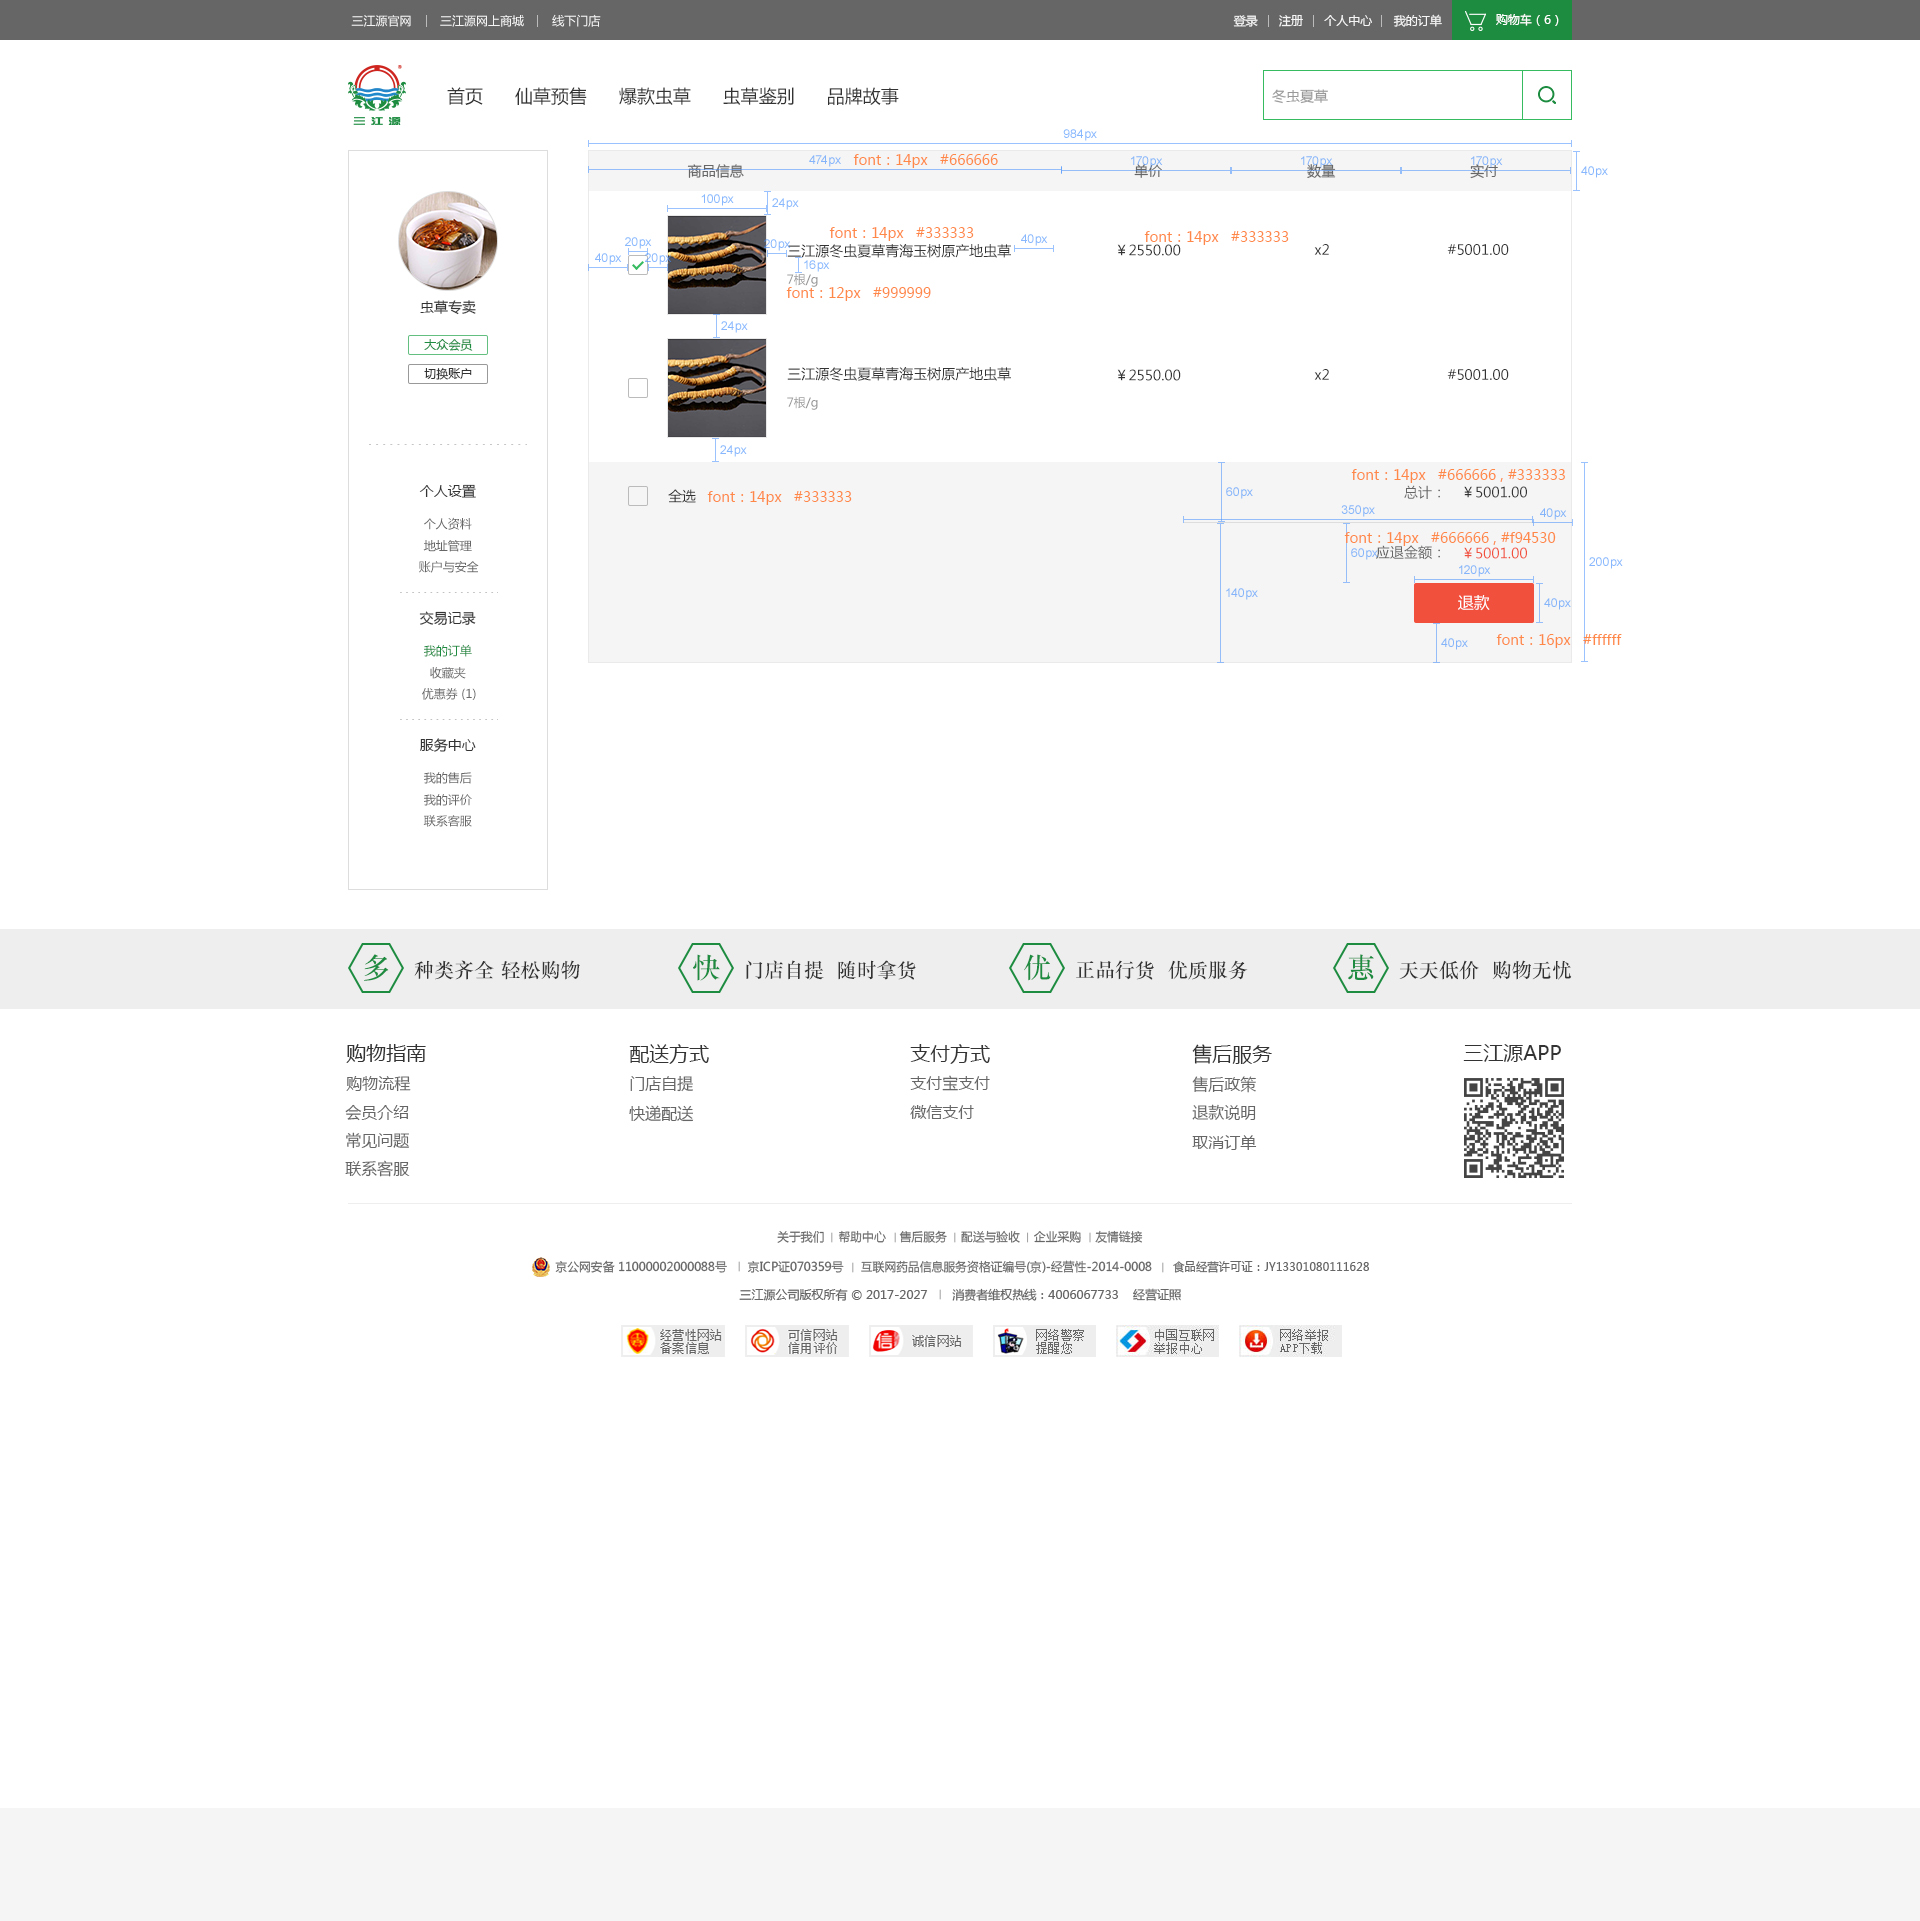 三江源官网 | 三江源网上商城 | 线下门店
登录 | 注册 | 个人中心 | 我的订单 购物车 ( 6 )
三江源
首页 仙草预售 爆款虫草 虫草鉴别 品牌故事
冬虫夏草
984px
474px font : 14px #666666 170px 170px 170px
商品信息 单价 数量 实付 40px
100px 24px
font : 14px #333333 40px font : 14px #333333
20px 20px
三江源冬虫夏草青海玉树原产地虫草 ¥ 2550.00 x2 #5001.00
40px 20px 16px
7根/g
font : 12px #999999
24px
三江源冬虫夏草青海玉树原产地虫草 ¥ 2550.00 x2 #5001.00
7根/g
24px
font : 14px #666666 , #333333
全选 font : 14px #333333 60px 总计： ¥ 5001.00
350px 40px
font : 14px #666666 , #f94530
60px 应退金额： ¥ 5001.00
200px
120px
140px 退款 40px
40px font : 16px #ffffff
虫草专卖
大众会员
切换账户
个人设置
个人资料
地址管理
账户与安全
交易记录
我的订单
收藏夹
优惠券 (1)
服务中心
我的售后
我的评价
联系客服
多 种类齐全 轻松购物
快 门店自提 随时拿货
优 正品行货 优质服务
惠 天天低价 购物无忧
购物指南
购物流程
会员介绍
常见问题
联系客服
配送方式
门店自提
快递配送
支付方式
支付宝支付
微信支付
售后服务
售后政策
退款说明
取消订单
三江源APP
关于我们 | 帮助中心 | 售后服务 | 配送与验收 | 企业采购 | 友情链接
京公网安备 11000002000088号 | 京ICP证070359号 | 互联网药品信息服务资格证编号(京)-经营性-2014-0008 | 食品经营许可证：JY13301080111628
三江源公司版权所有 © 2017-2027 | 消费者维权热线：4006067733 经营证照
经营性网站
备案信息
可信网站
信用评价
信 诚信网站
网络警察
提醒您
中国互联网
举报中心
网络举报
APP下载